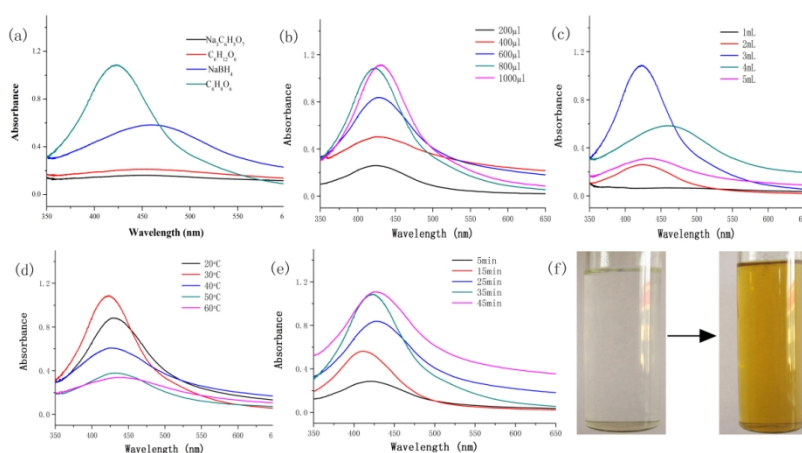 (a)
Absorbance
1.2
0.8
0.4
0.0
350
400
450
500
550
Wavelength (nm)
Na₃C₆H₅O₇
C₆H₁₂O₆
NaBH₄
C₆H₈O₆
(b)
Absorbance
1.6
1.2
0.8
0.4
0.0
350
400
450
500
550
600
650
Wavelength (nm)
200μl
400μl
600μl
800μl
1000μl
(c)
Absorbance
1.2
0.8
0.4
0.0
350
400
450
500
550
600
Wavelength (nm)
1mL
2mL
3mL
4mL
5mL
(d)
Absorbance
1.6
1.2
0.8
0.4
0.0
350
400
450
500
550
600
Wavelength (nm)
20°C
30°C
40°C
50°C
60°C
(e)
Absorbance
1.6
1.2
0.8
0.4
0.0
350
400
450
500
550
600
650
Wavelength (nm)
5min
15min
25min
35min
45min
(f)